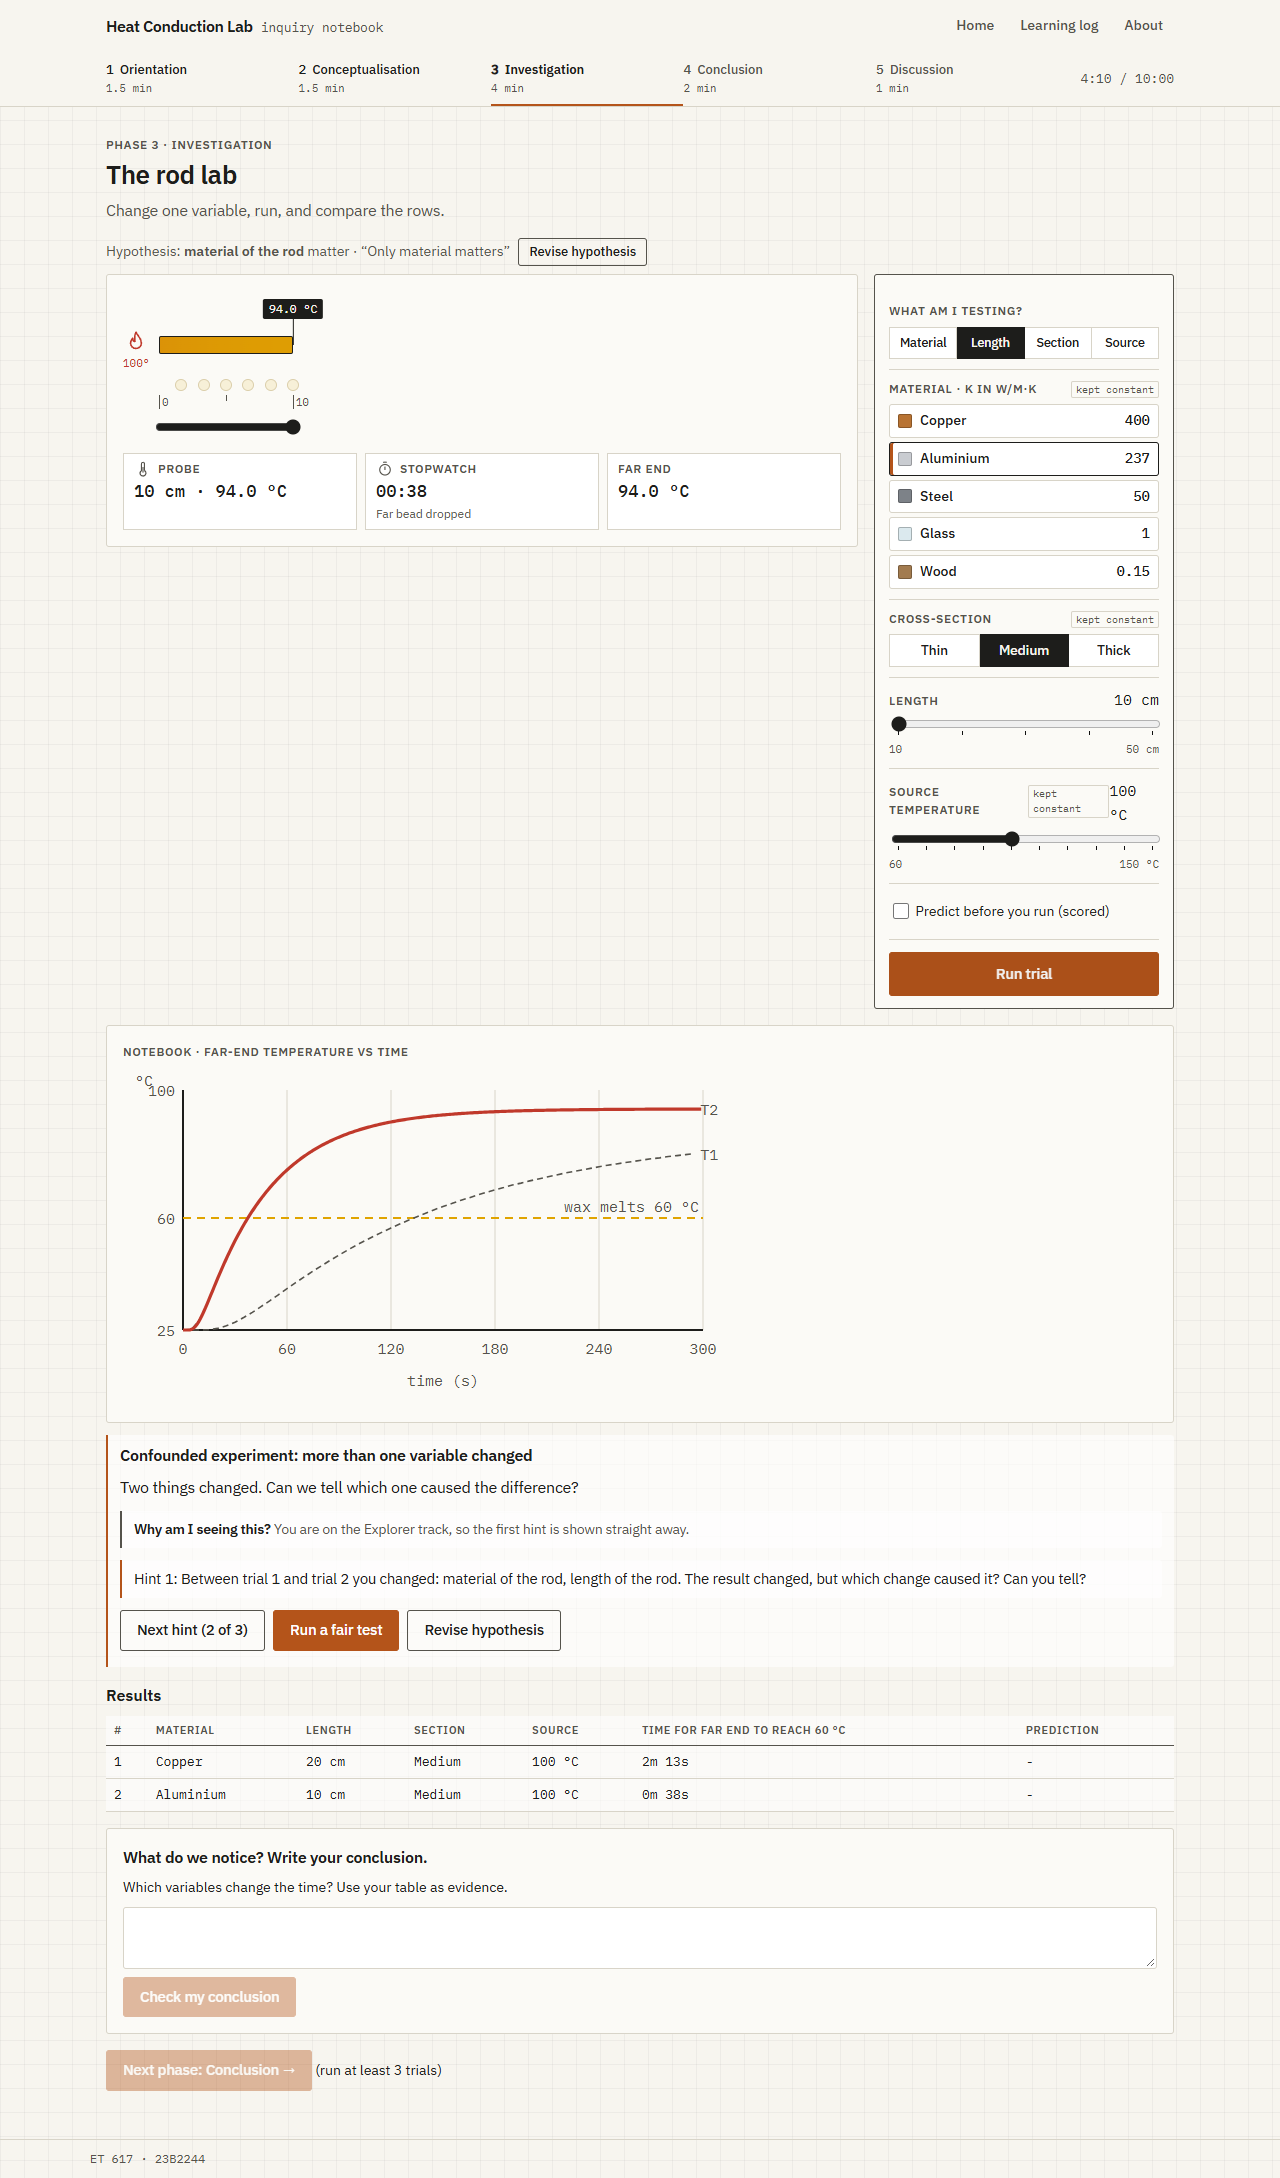 Heat Conduction Lab inquiry notebook
Home Learning log About
1 Orientation
1.5 min
2 Conceptualisation
1.5 min
3 Investigation
4 min
4 Conclusion
2 min
5 Discussion
1 min
4:10 / 10:00
PHASE 3 · INVESTIGATION
The rod lab
Change one variable, run, and compare the rows.
Hypothesis: material of the rod matter · “Only material matters” Revise hypothesis
94.0 °C
100°
0 10
PROBE
10 cm · 94.0 °C
STOPWATCH
00:38
Far bead dropped
FAR END
94.0 °C
WHAT AM I TESTING?
Material Length Section Source
MATERIAL · K IN W/M·K kept constant
Copper 400
Aluminium 237
Steel 50
Glass 1
Wood 0.15
CROSS-SECTION kept constant
Thin Medium Thick
LENGTH 10 cm
10 50 cm
SOURCE TEMPERATURE kept constant 100 °C
60 150 °C
Predict before you run (scored)
Run trial
NOTEBOOK · FAR-END TEMPERATURE VS TIME
°C
100
T2
T1
wax melts 60 °C
60
25
0 60 120 180 240 300
time (s)
Confounded experiment: more than one variable changed
Two things changed. Can we tell which one caused the difference?
Why am I seeing this? You are on the Explorer track, so the first hint is shown straight away.
Hint 1: Between trial 1 and trial 2 you changed: material of the rod, length of the rod. The result changed, but which change caused it? Can you tell?
Next hint (2 of 3) Run a fair test Revise hypothesis
Results
# MATERIAL LENGTH SECTION SOURCE TIME FOR FAR END TO REACH 60 °C PREDICTION
1 Copper 20 cm Medium 100 °C 2m 13s -
2 Aluminium 10 cm Medium 100 °C 0m 38s -
What do we notice? Write your conclusion.
Which variables change the time? Use your table as evidence.
Check my conclusion
Next phase: Conclusion → (run at least 3 trials)
ET 617 · 23B2244